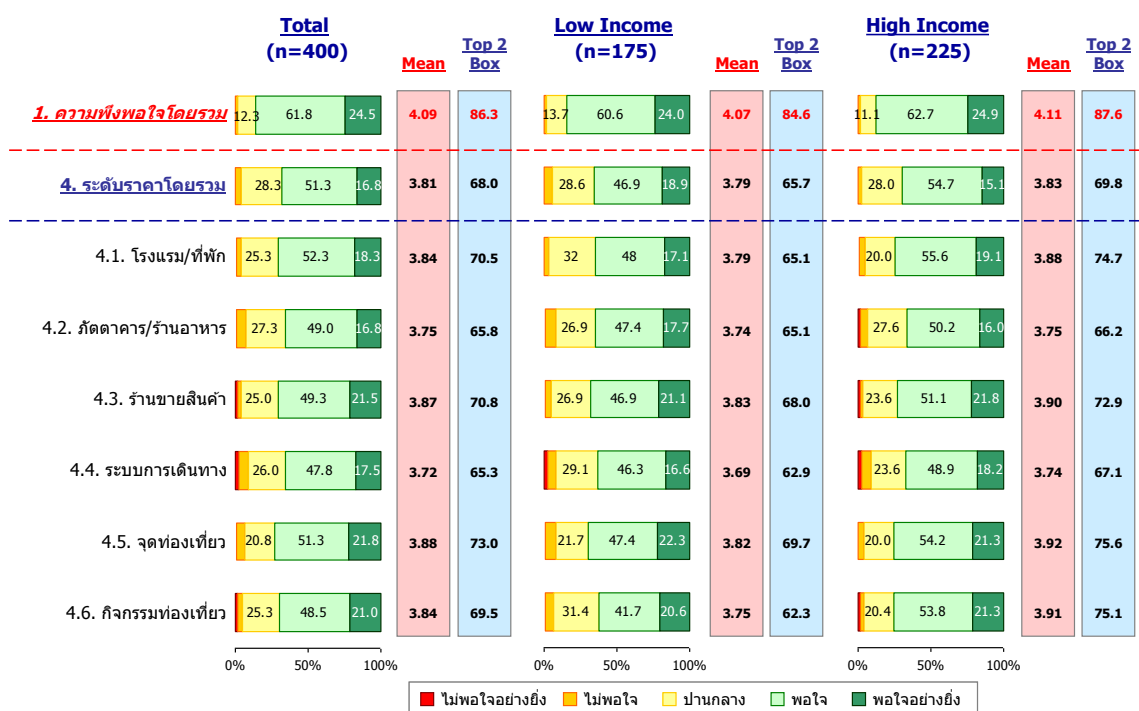 Total
(n=400)
Mean
Top 2
Box
Low Income
(n=175)
Mean
Top 2
Box
High Income
(n=225)
Mean
Top 2
Box
1. ความพึงพอใจโดยรวม 12.3 61.8 24.5 4.09 86.3 13.7 60.6 24.0 4.07 84.6 11.1 62.7 24.9 4.11 87.6
4. ระดับราคาโดยรวม 28.3 51.3 16.8 3.81 68.0 28.6 46.9 18.9 3.79 65.7 28.0 54.7 15.1 3.83 69.8
4.1. โรงแรม/ที่พัก 25.3 52.3 18.3 3.84 70.5 32 48 17.1 3.79 65.1 20.0 55.6 19.1 3.88 74.7
4.2. ภัตตาคาร/ร้านอาหาร 27.3 49.0 16.8 3.75 65.8 26.9 47.4 17.7 3.74 65.1 27.6 50.2 16.0 3.75 66.2
4.3. ร้านขายสินค้า 25.0 49.3 21.5 3.87 70.8 26.9 46.9 21.1 3.83 68.0 23.6 51.1 21.8 3.90 72.9
4.4. ระบบการเดินทาง 26.0 47.8 17.5 3.72 65.3 29.1 46.3 16.6 3.69 62.9 23.6 48.9 18.2 3.74 67.1
4.5. จุดท่องเที่ยว 20.8 51.3 21.8 3.88 73.0 21.7 47.4 22.3 3.82 69.7 20.0 54.2 21.3 3.92 75.6
4.6. กิจกรรมท่องเที่ยว 25.3 48.5 21.0 3.84 69.5 31.4 41.7 20.6 3.75 62.3 20.4 53.8 21.3 3.91 75.1
0% 50% 100% 0% 50% 100% 0% 50% 100%
ไม่พอใจอย่างยิ่ง ไม่พอใจ ปานกลาง พอใจ พอใจอย่างยิ่ง